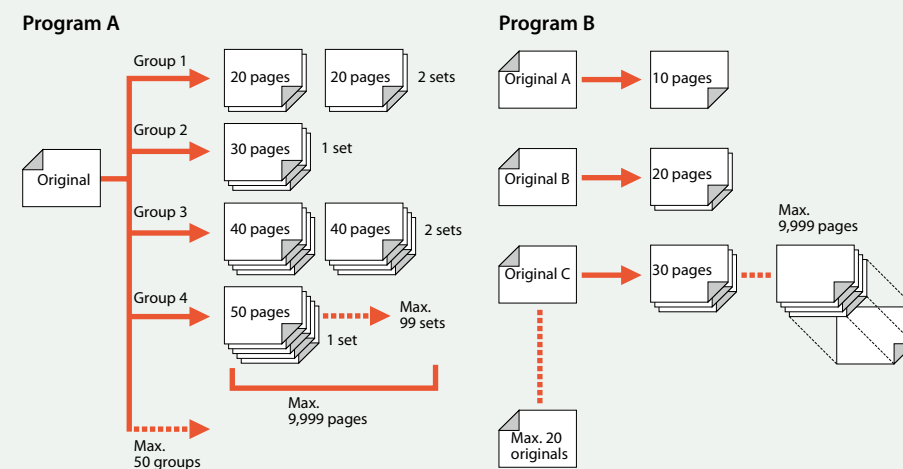 Program A
Group 1
20 pages
20 pages
2 sets
Group 2
30 pages
1 set
Original
Group 3
40 pages
40 pages
2 sets
Group 4
50 pages
1 set
Max.
99 sets
Max.
9,999 pages
Max.
50 groups
Program B
Original A
10 pages
Original B
20 pages
Original C
30 pages
Max.
9,999 pages
Max. 20
originals